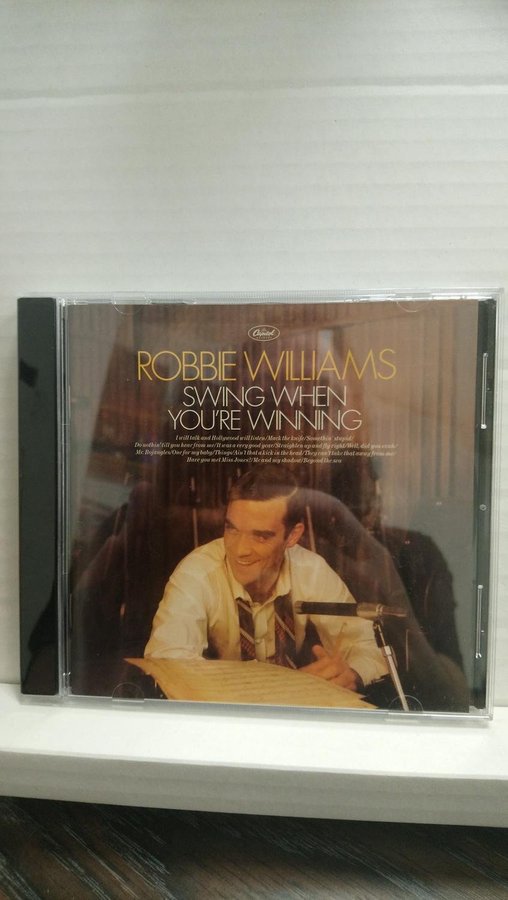 Capitol
ROBBIE WILLIAMS
SWING WHEN
YOU'RE WINNING
I will talk and Hollywood will listen/Mack the knife/Somethin' stupid/
Do nothin' till you hear from me/It was a very good year/Straighten up and fly right/Well, did you evah/
Mr. Bojangles/One for my baby/Things/Ain't that a kick in the head/They can't take that away from me/
Have you met Miss Jones?/Me and my shadow/Beyond the sea